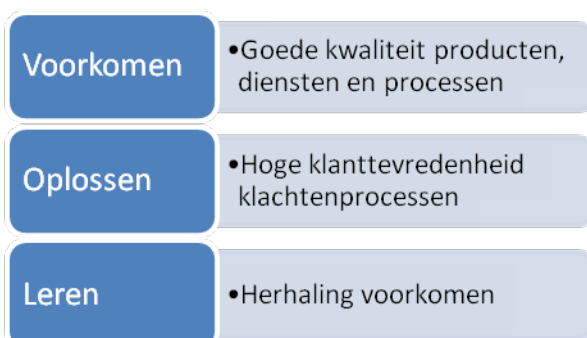 Voorkomen
•Goede kwaliteit producten,
diensten en processen
Oplossen
•Hoge klanttevredenheid
klachtenprocessen
Leren
•Herhaling voorkomen